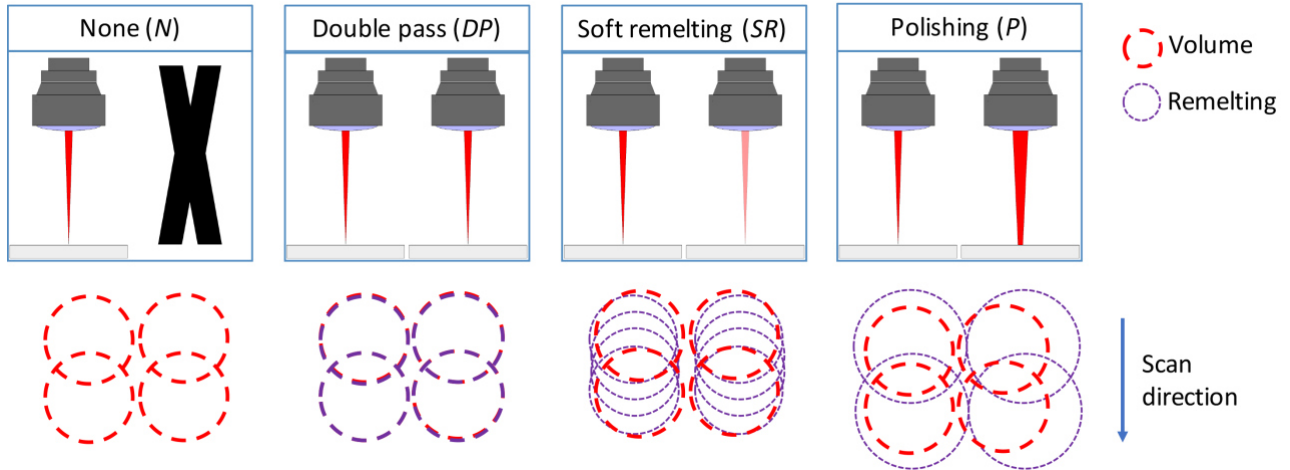 None (N)
Double pass (DP)
Soft remelting (SR)
Polishing (P)
Volume
Remelting
Scan
direction